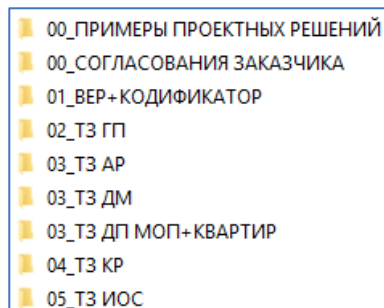 00_ПРИМЕРЫ ПРОЕКТНЫХ РЕШЕНИЙ
00_СОГЛАСОВАНИЯ ЗАКАЗЧИКА
01_ВЕР+КОДИФИКАТОР
02_ТЗ ГП
03_ТЗ АР
03_ТЗ ДМ
03_ТЗ ДП МОП+КВАРТИР
04_ТЗ КР
05_ТЗ ИОС